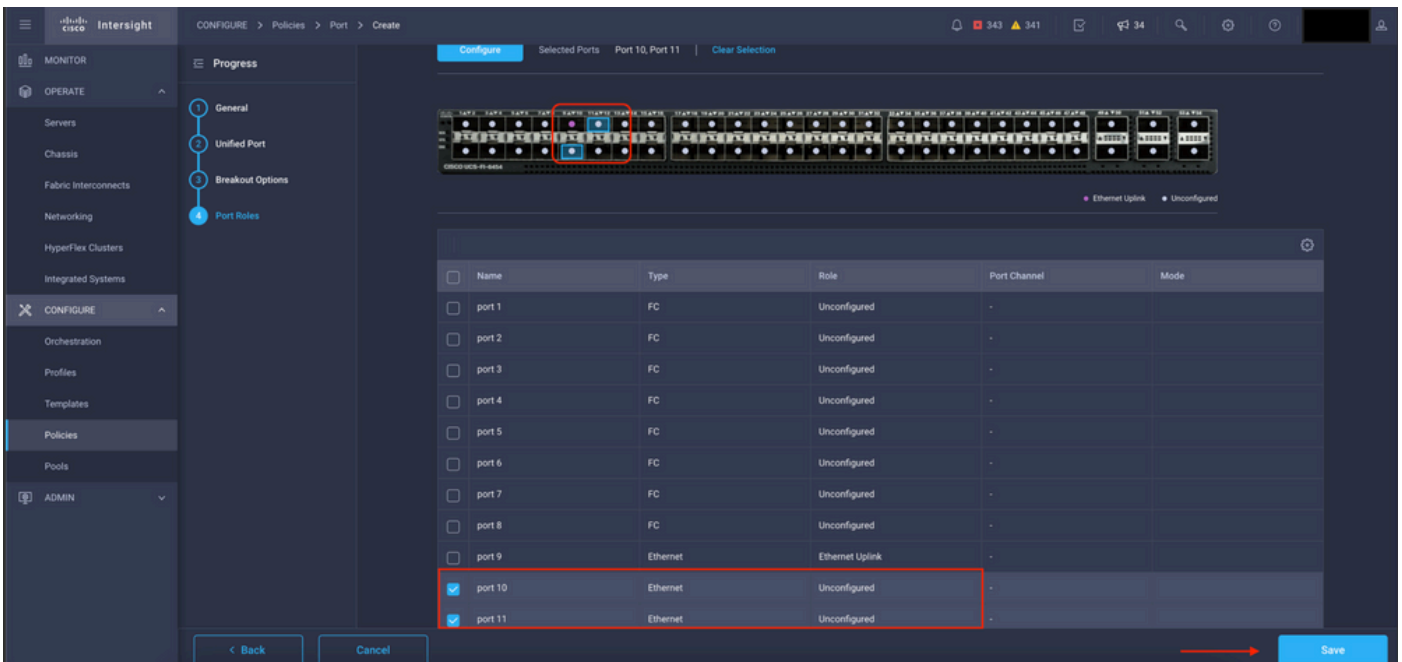 cisco Intersight CONFIGURE > Policies > Port > Create 343 341 34
MONITOR
OPERATE
Servers
Chassis
Fabric Interconnects
Networking
HyperFlex Clusters
Integrated Systems
CONFIGURE
Orchestration
Profiles
Templates
Policies
Pools
ADMIN
Progress
1 General
2 Unified Port
3 Breakout Options
4 Port Roles
Configure Selected Ports Port 10, Port 11 | Clear Selection
CISCO UCS-FI-6454
Ethernet Uplink Unconfigured
Name Type Role Port Channel Mode
port 1 FC Unconfigured -
port 2 FC Unconfigured -
port 3 FC Unconfigured -
port 4 FC Unconfigured -
port 5 FC Unconfigured -
port 6 FC Unconfigured -
port 7 FC Unconfigured -
port 8 FC Unconfigured -
port 9 Ethernet Ethernet Uplink -
port 10 Ethernet Unconfigured -
port 11 Ethernet Unconfigured -
< Back Cancel Save